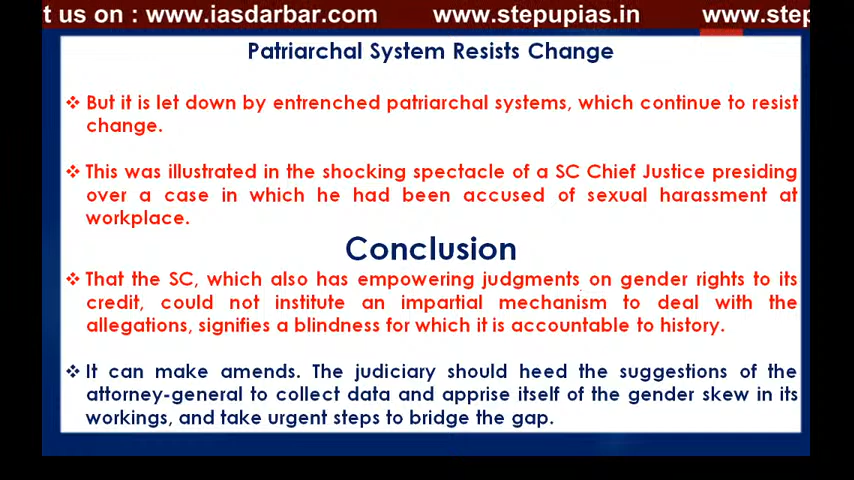 t us on : www.iasdarbar.com www.stepupias.in www.step
Patriarchal System Resists Change
❖ But it is let down by entrenched patriarchal systems, which continue to resist
change.
❖ This was illustrated in the shocking spectacle of a SC Chief Justice presiding
over a case in which he had been accused of sexual harassment at
workplace.
Conclusion
❖ That the SC, which also has empowering judgments on gender rights to its
credit, could not institute an impartial mechanism to deal with the
allegations, signifies a blindness for which it is accountable to history.
❖ It can make amends. The judiciary should heed the suggestions of the
attorney-general to collect data and apprise itself of the gender skew in its
workings, and take urgent steps to bridge the gap.